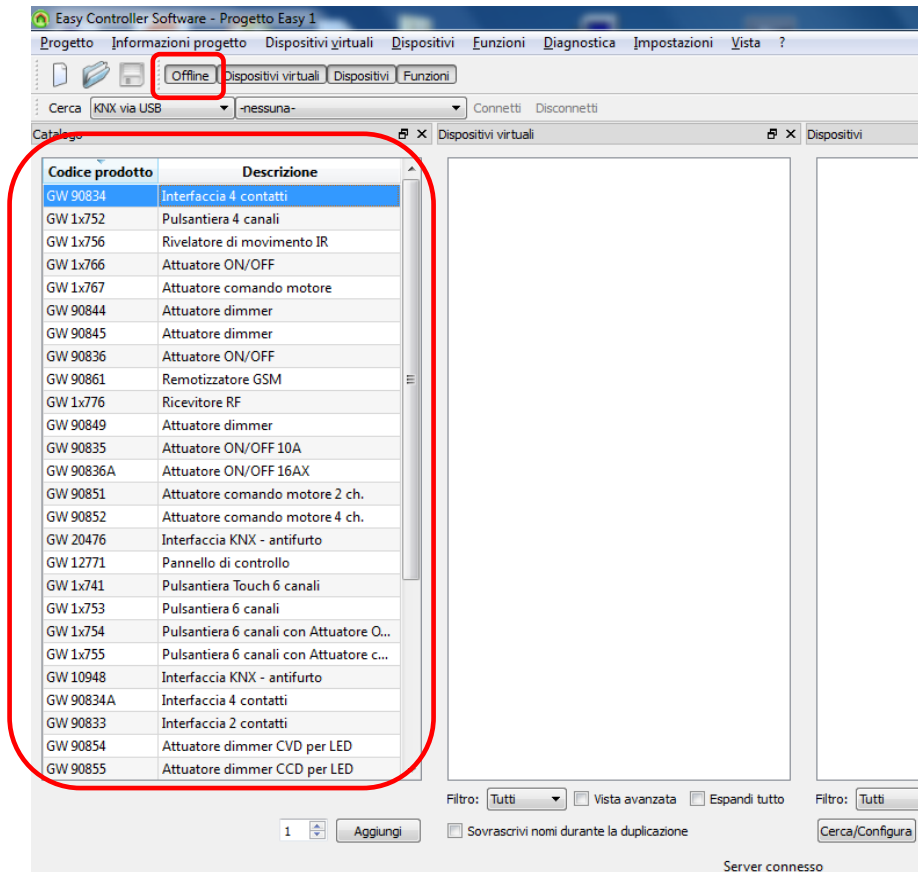 Easy Controller Software - Progetto Easy 1
Progetto Informazioni progetto Dispositivi virtuali Dispositivi Funzioni Diagnostica Impostazioni Vista ?
Offline Dispositivi virtuali Dispositivi Funzioni
Cerca KNX via USB -nessuna- Connetti Disconnetti
Catalogo Dispositivi virtuali Dispositivi
Codice prodotto Descrizione
GW 90834 Interfaccia 4 contatti
GW 1x752 Pulsantiera 4 canali
GW 1x756 Rivelatore di movimento IR
GW 1x766 Attuatore ON/OFF
GW 1x767 Attuatore comando motore
GW 90844 Attuatore dimmer
GW 90845 Attuatore dimmer
GW 90836 Attuatore ON/OFF
GW 90861 Remotizzatore GSM
GW 1x776 Ricevitore RF
GW 90849 Attuatore dimmer
GW 90835 Attuatore ON/OFF 10A
GW 90836A Attuatore ON/OFF 16AX
GW 90851 Attuatore comando motore 2 ch.
GW 90852 Attuatore comando motore 4 ch.
GW 20476 Interfaccia KNX - antifurto
GW 12771 Pannello di controllo
GW 1x741 Pulsantiera Touch 6 canali
GW 1x753 Pulsantiera 6 canali
GW 1x754 Pulsantiera 6 canali con Attuatore O...
GW 1x755 Pulsantiera 6 canali con Attuatore c...
GW 10948 Interfaccia KNX - antifurto
GW 90834A Interfaccia 4 contatti
GW 90833 Interfaccia 2 contatti
GW 90854 Attuatore dimmer CVD per LED
GW 90855 Attuatore dimmer CCD per LED
Filtro: Tutti Vista avanzata Espandi tutto Filtro: Tutti
1 Aggiungi Sovrascrivi nomi durante la duplicazione Cerca/Configura
Server connesso